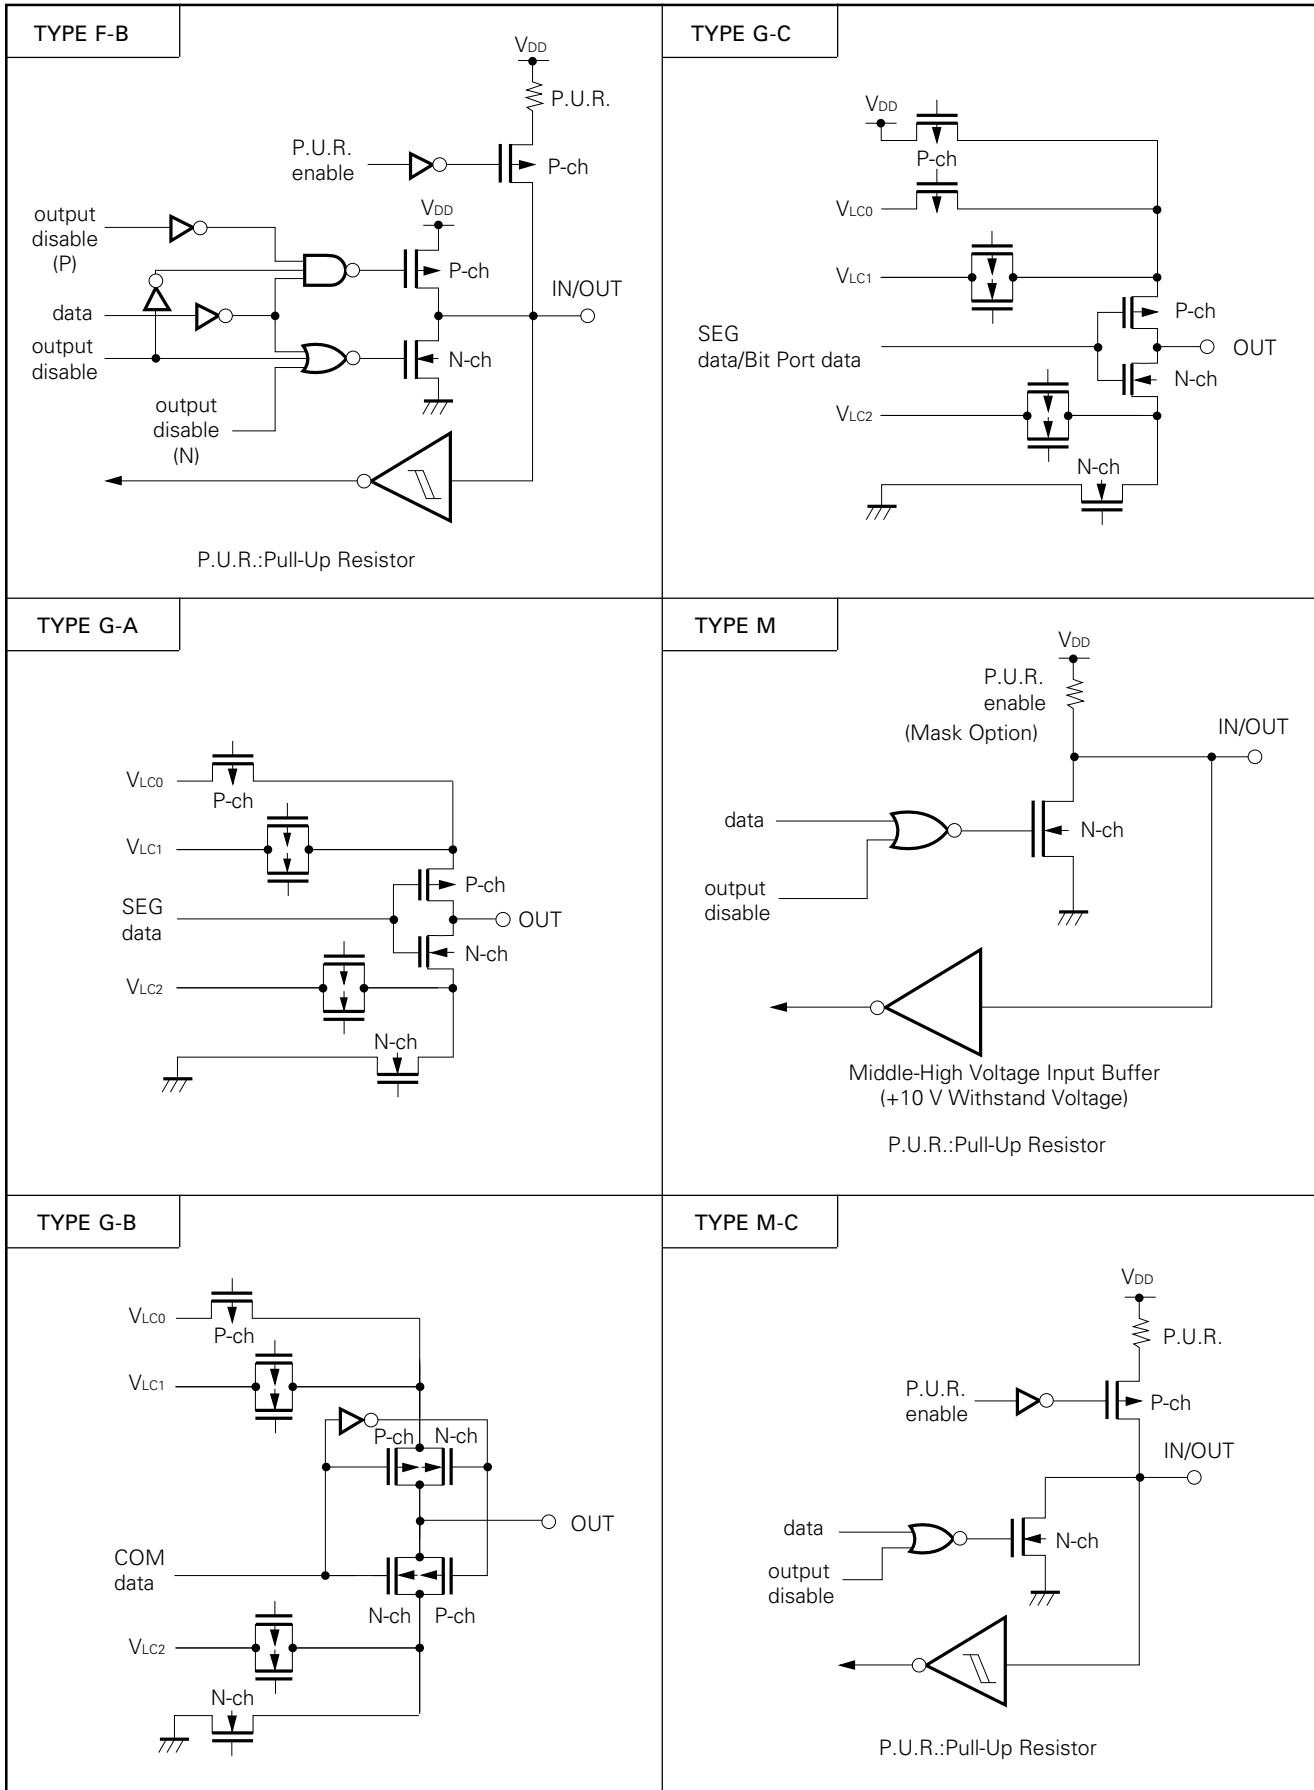 TYPE F-B
VDD
P.U.R.
P.U.R.
enable
P-ch
output
disable
(P)
VDD
P-ch
IN/OUT
data
output
disable
N-ch
output
disable
(N)
P.U.R.:Pull-Up Resistor
TYPE G-C
VDD
P-ch
VLC0
VLC1
P-ch
SEG
data/Bit Port data
OUT
N-ch
VLC2
N-ch
TYPE G-A
VLC0
P-ch
VLC1
P-ch
SEG
data
OUT
N-ch
VLC2
N-ch
TYPE M
VDD
P.U.R.
enable
(Mask Option)
IN/OUT
data
N-ch
output
disable
Middle-High Voltage Input Buffer
(+10 V Withstand Voltage)
P.U.R.:Pull-Up Resistor
TYPE G-B
VLC0
P-ch
VLC1
P-ch N-ch
OUT
COM
data
N-ch P-ch
VLC2
N-ch
TYPE M-C
VDD
P.U.R.
P.U.R.
enable
P-ch
IN/OUT
data
N-ch
output
disable
P.U.R.:Pull-Up Resistor